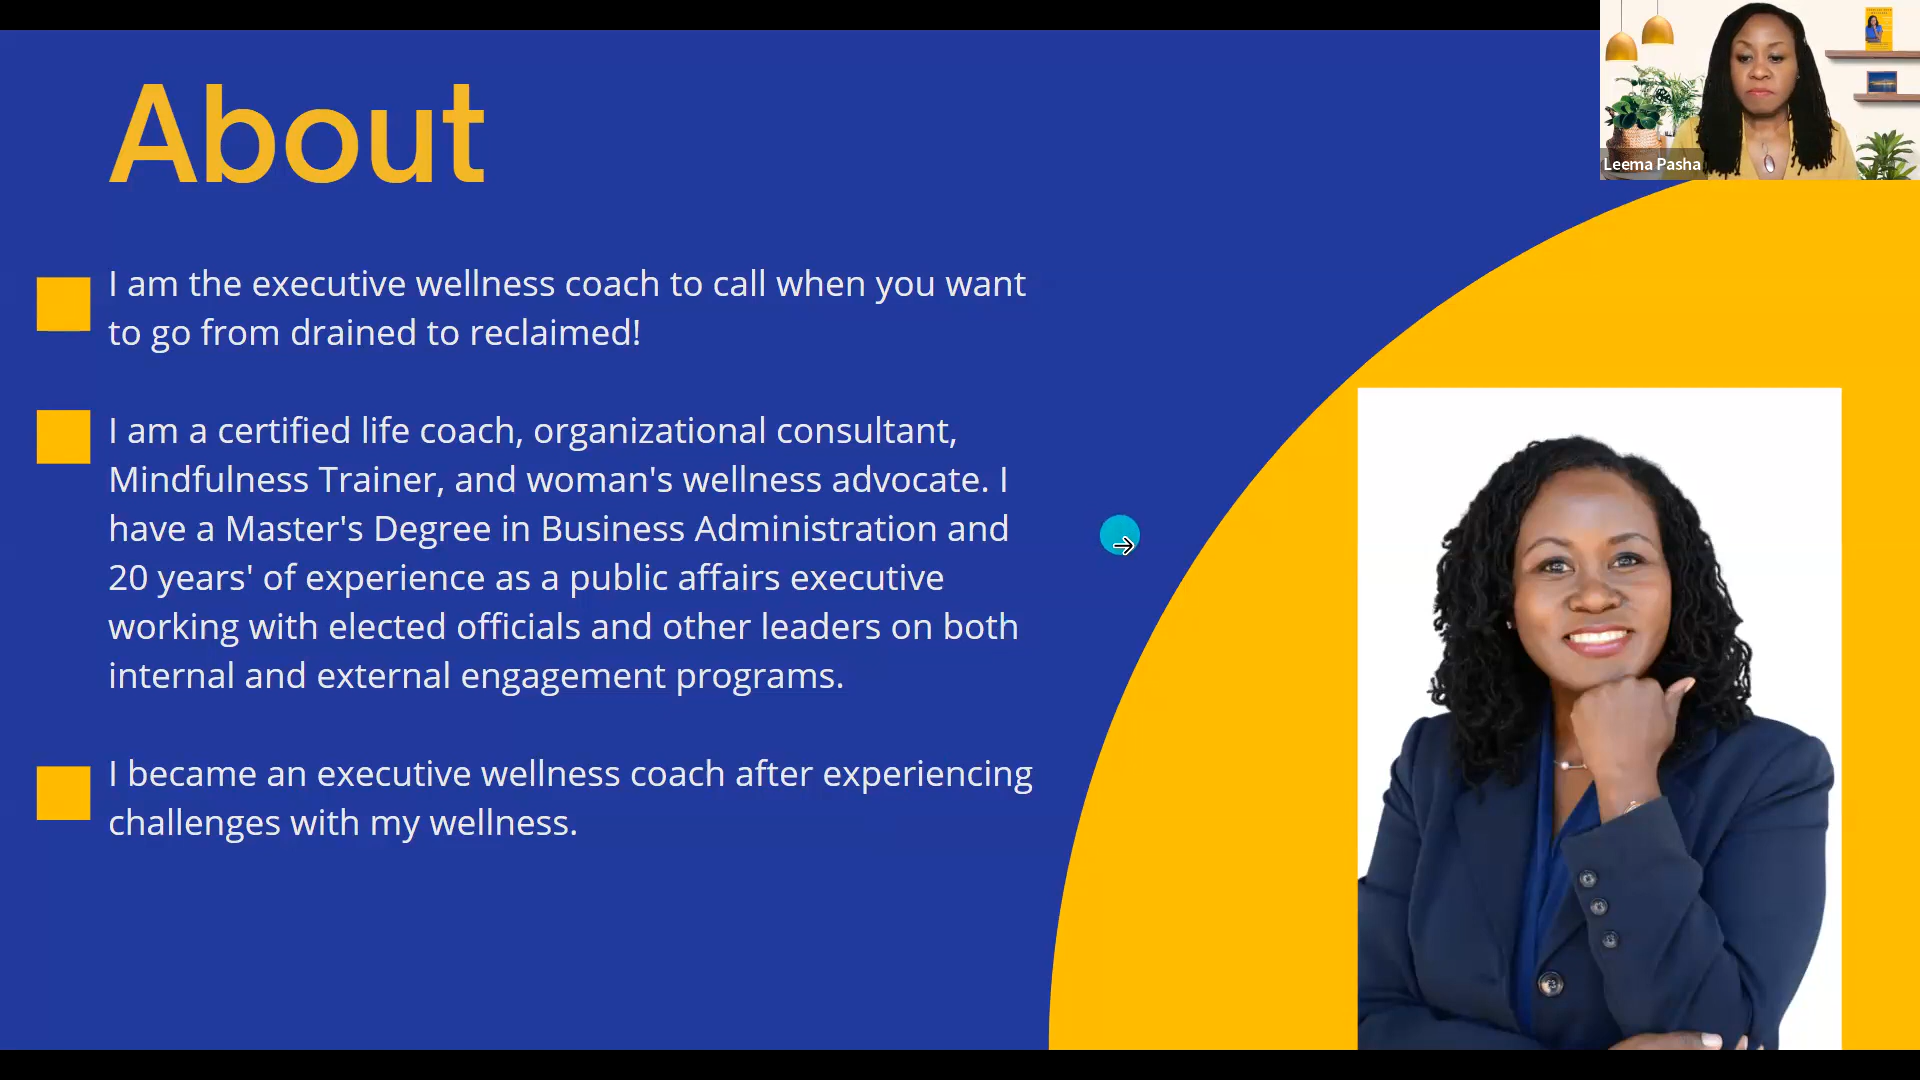 About
Leema Pasha
I am the executive wellness coach to call when you want
to go from drained to reclaimed!
I am a certified life coach, organizational consultant,
Mindfulness Trainer, and woman's wellness advocate. I
have a Master's Degree in Business Administration and
20 years' of experience as a public affairs executive
working with elected officials and other leaders on both
internal and external engagement programs.
I became an executive wellness coach after experiencing
challenges with my wellness.